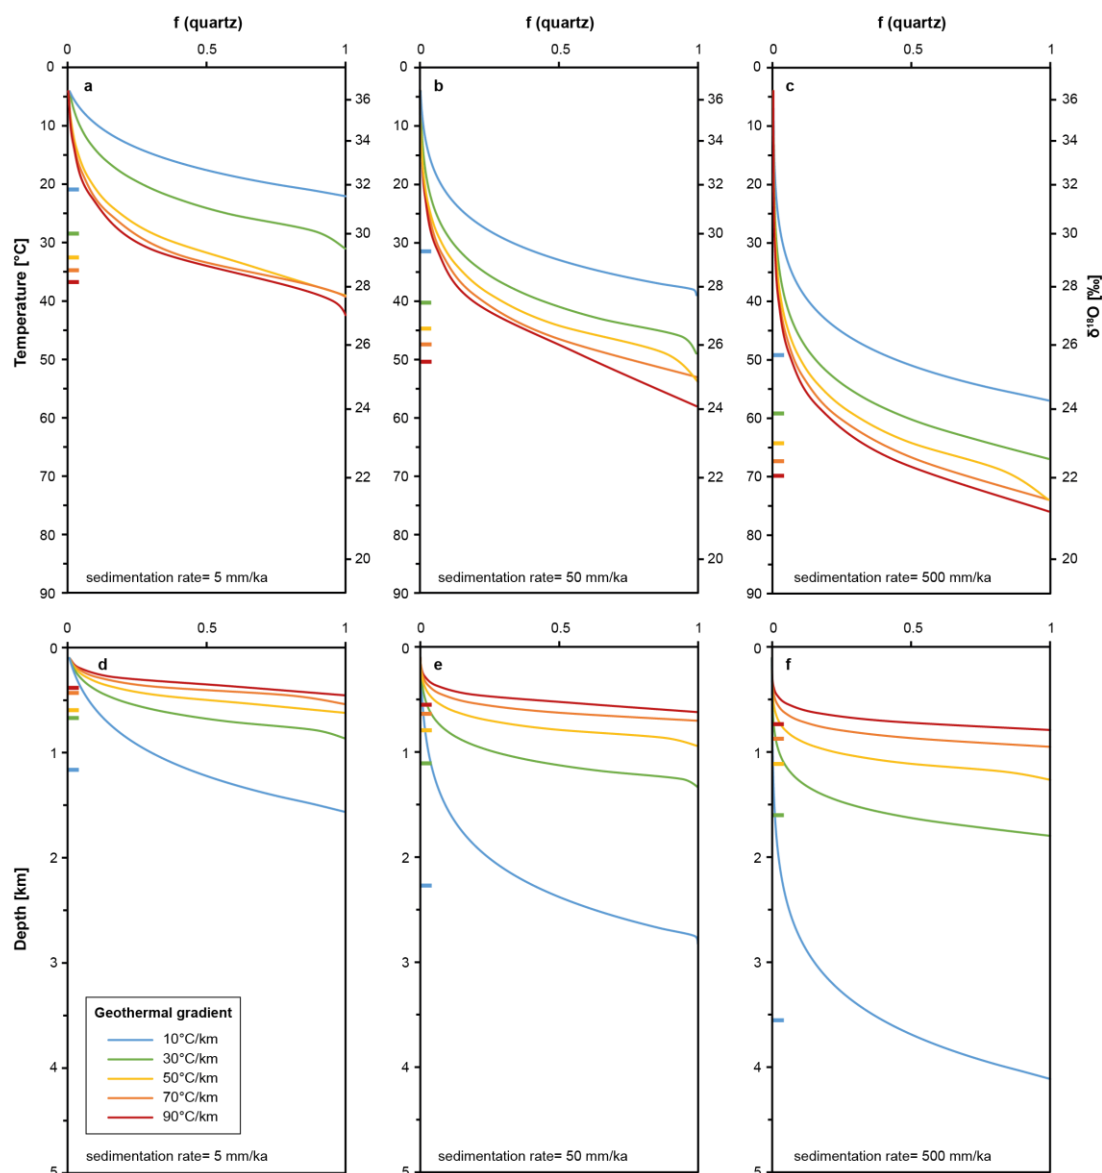 f (quartz) f (quartz) f (quartz)
0 0.5 1 0 0.5 1 0 0.5 1
a b c
0 10 20 30 40 50 60 70 80 90
Temperature [°C]
36 34 32 30 28 26 24 22 20
0 10 20 30 40 50 60 70 80 90
36 34 32 30 28 26 24 22 20
0 10 20 30 40 50 60 70 80 90
36 34 32 30 28 26 24 22 20
δ¹⁸O [‰]
sedimentation rate= 5 mm/ka sedimentation rate= 50 mm/ka sedimentation rate= 500 mm/ka
0 0.5 1 0 0.5 1 0 0.5 1
d e f
0 1 2 3 4 5
Depth [km]
0 1 2 3 4 5
0 1 2 3 4 5
Geothermal gradient
10°C/km
30°C/km
50°C/km
70°C/km
90°C/km
sedimentation rate= 5 mm/ka sedimentation rate= 50 mm/ka sedimentation rate= 500 mm/ka